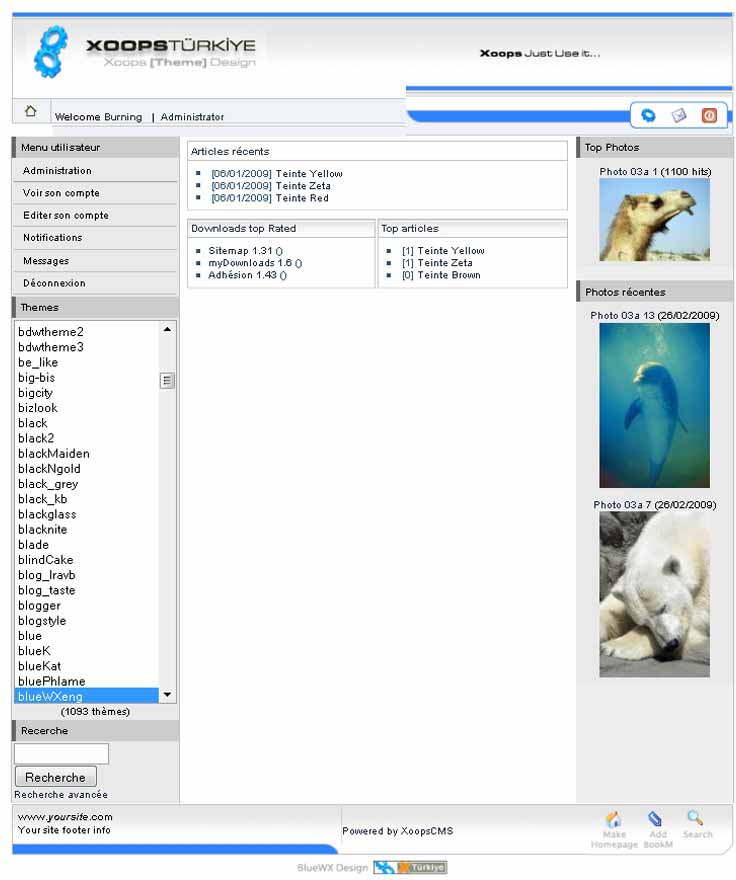 XOOPSTÜRKİYE
Xoops [Theme] Design
Xoops Just Use it...
Welcome Burning | Administrator
Menu utilisateur
Administration
Voir son compte
Editer son compte
Notifications
Messages
Déconnexion
Themes
bdwtheme2
bdwtheme3
be_like
big-bis
bigcity
bizlook
black
black2
blackMaiden
blackNgold
black_grey
black_kb
blackglass
blacknite
blade
blindCake
blog_lravb
blog_taste
blogger
blogstyle
blue
blueK
blueKat
bluePhlame
blueWXeng
(1093 thèmes)
Recerche
Recherche
Recherche avancée
Articles récents
[06/01/2009] Teinte Yellow
[06/01/2009] Teinte Zeta
[06/01/2009] Teinte Red
Downloads top Rated
Sitemap 1.31 ()
myDownloads 1.6 ()
Adhésion 1.43 ()
Top articles
[1] Teinte Yellow
[1] Teinte Zeta
[0] Teinte Brown
Top Photos
Photo 03a 1 (1100 hits)
Photos récentes
Photo 03a 13 (26/02/2009)
Photo 03a 7 (26/02/2009)
www.yoursite.com
Your site footer info
Powered by XoopsCMS
Make Homepage
Add BookM
Search
BlueWX Design
Türkiye